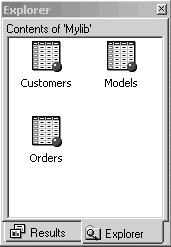 Explorer
Contents of 'Mylib'
Customers Models
Orders
Results Explorer